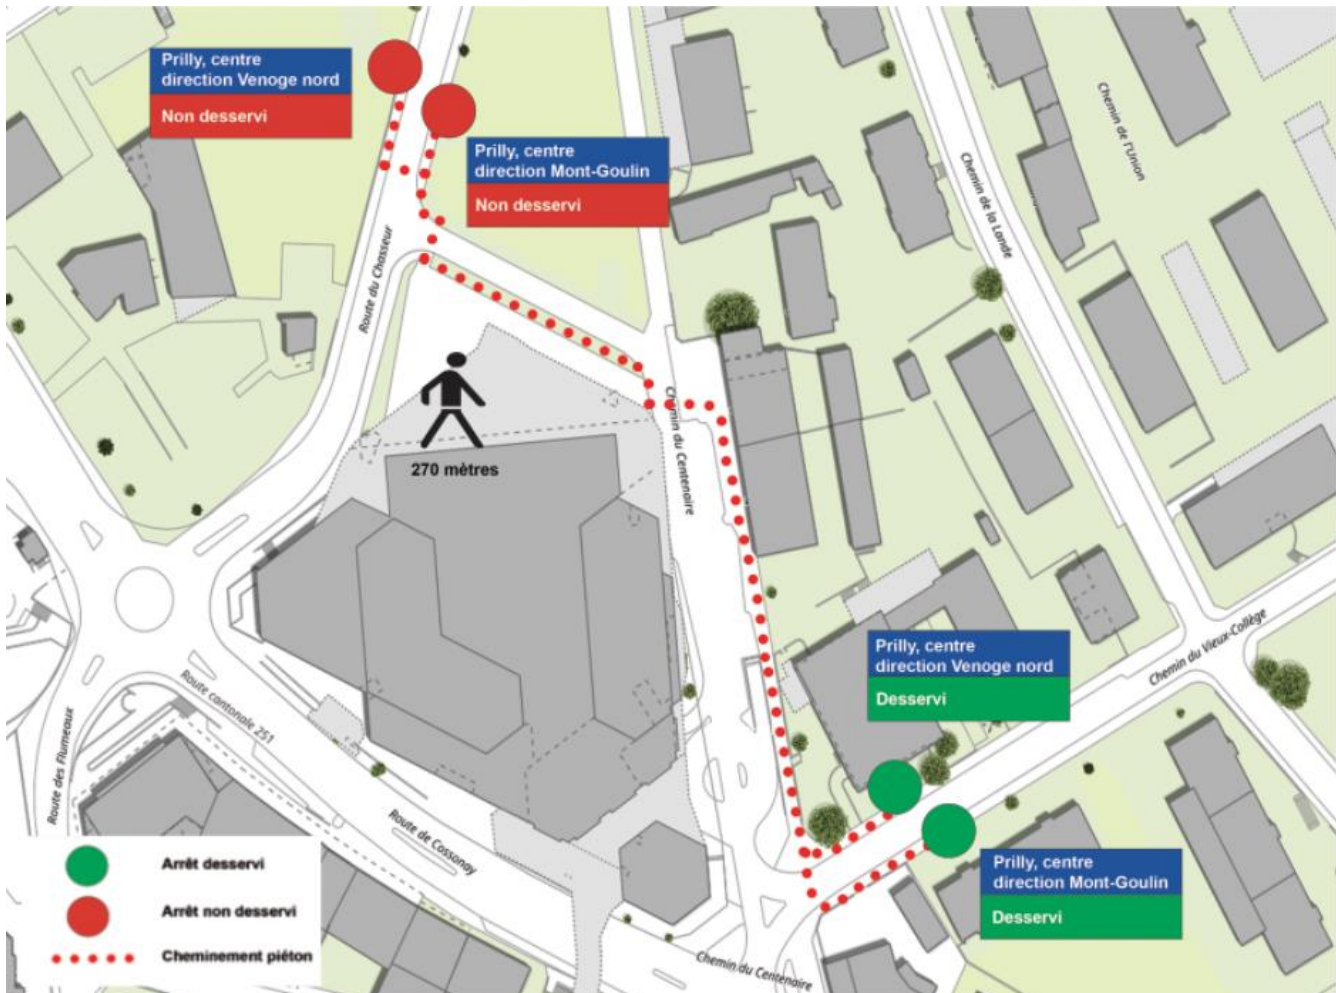 Prilly, centre
direction Venoge nord
Non desservi
Prilly, centre
direction Mont-Goulin
Non desservi
Chemin de l'Union
Chemin de la Lande
Route du Chasseur
270 mètres
Chemin du Centenaire
Prilly, centre
direction Venoge nord
Desservi
Chemin du Vieux-Collège
Route cantonale 251
Route des Flumeaux
Route de Cossonay
Prilly, centre
direction Mont-Goulin
Desservi
Chemin du Centenaire
Arrêt desservi
Arrêt non desservi
Cheminement piéton